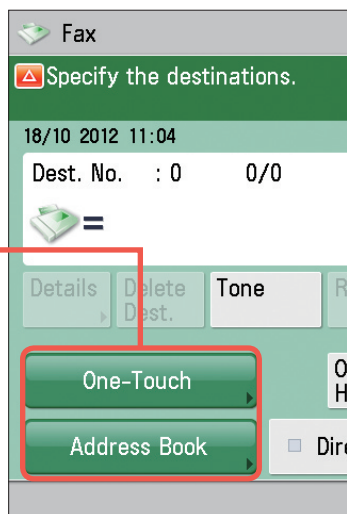 Fax
Specify the destinations.
18/10 2012 11:04
Dest. No. : 0 0/0
=
Details Delete Dest. Tone R
One-Touch O H
Address Book Dire